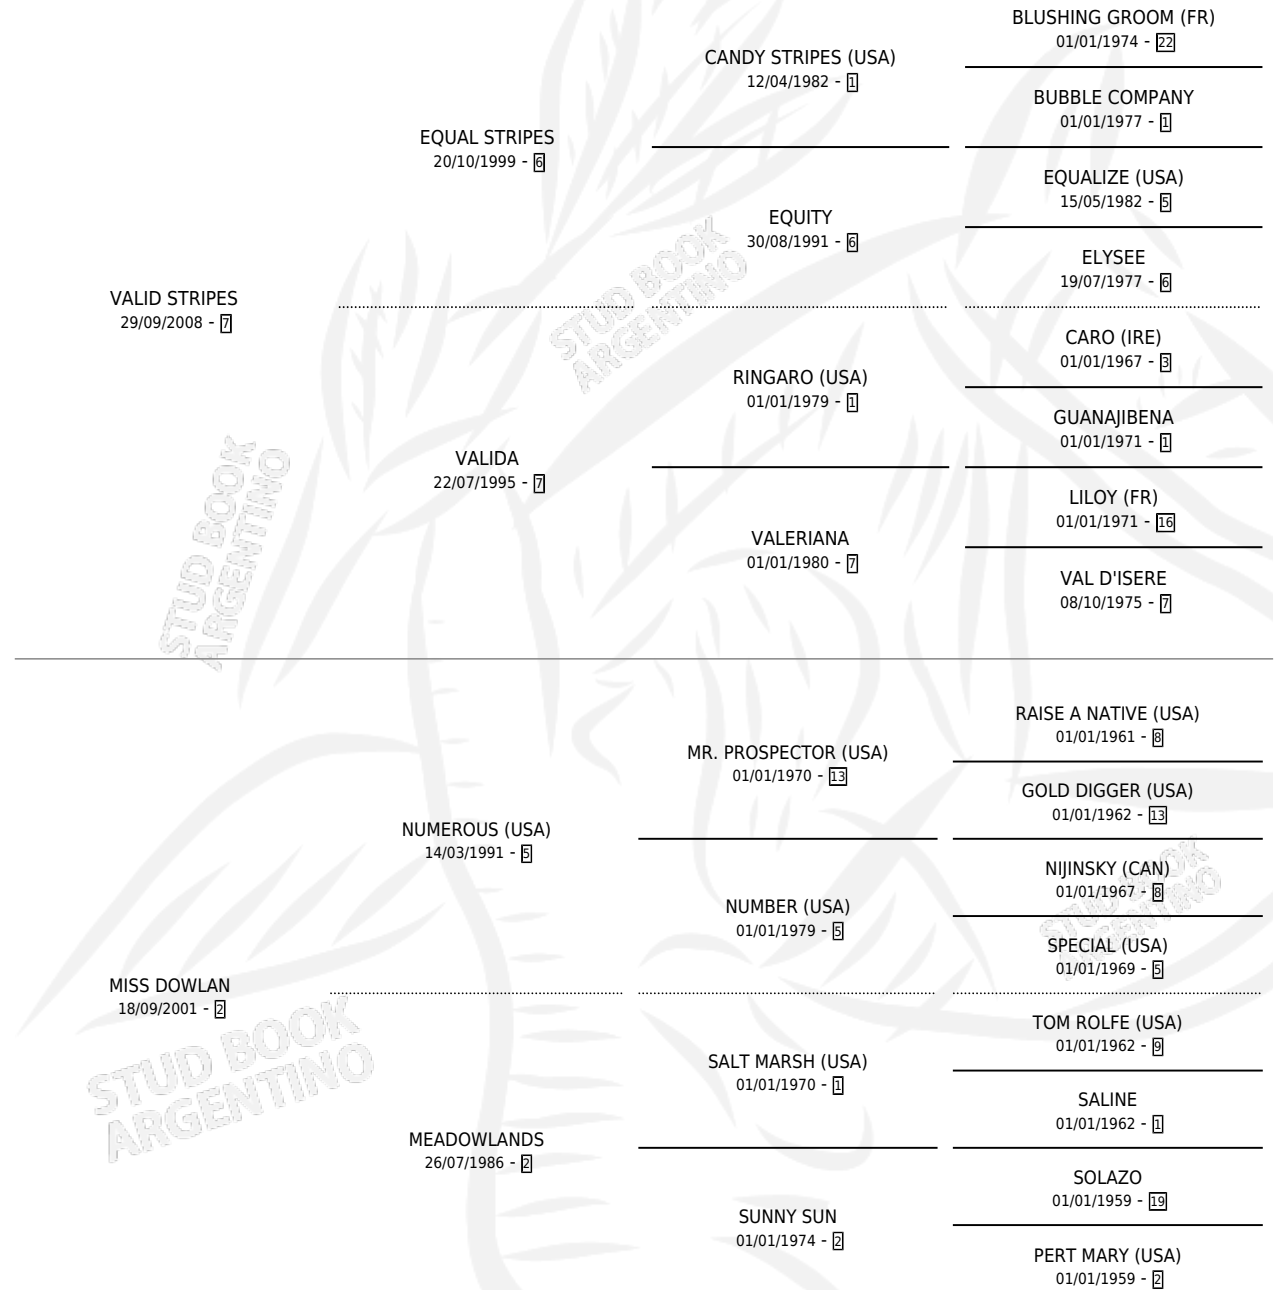 BLUSHING GROOM (FR)
01/01/1974 - 22
CANDY STRIPES (USA)
12/04/1982 - 1
BUBBLE COMPANY
01/01/1977 - 1
EQUAL STRIPES
20/10/1999 - 6
EQUALIZE (USA)
15/05/1982 - 5
EQUITY
30/08/1991 - 6
ELYSEE
19/07/1977 - 6
VALID STRIPES
29/09/2008 - 7
CARO (IRE)
01/01/1967 - 3
RINGARO (USA)
01/01/1979 - 1
GUANAJIBENA
01/01/1971 - 1
VALIDA
22/07/1995 - 7
LILOY (FR)
01/01/1971 - 16
VALERIANA
01/01/1980 - 7
VAL D'ISERE
08/10/1975 - 7
RAISE A NATIVE (USA)
01/01/1961 - 8
MR. PROSPECTOR (USA)
01/01/1970 - 13
GOLD DIGGER (USA)
01/01/1962 - 13
NUMEROUS (USA)
14/03/1991 - 5
NIJINSKY (CAN)
01/01/1967 - 8
NUMBER (USA)
01/01/1979 - 5
SPECIAL (USA)
01/01/1969 - 5
MISS DOWLAN
18/09/2001 - 2
TOM ROLFE (USA)
01/01/1962 - 9
SALT MARSH (USA)
01/01/1970 - 1
SALINE
01/01/1962 - 1
MEADOWLANDS
26/07/1986 - 2
SOLAZO
01/01/1959 - 19
SUNNY SUN
01/01/1974 - 2
PERT MARY (USA)
01/01/1959 - 2
STUD BOOK
ARGENTINO
STUD BOOK
ARGENTINO
STUD BOOK
ARGENTINO
STUD BOOK
ARGENTINO